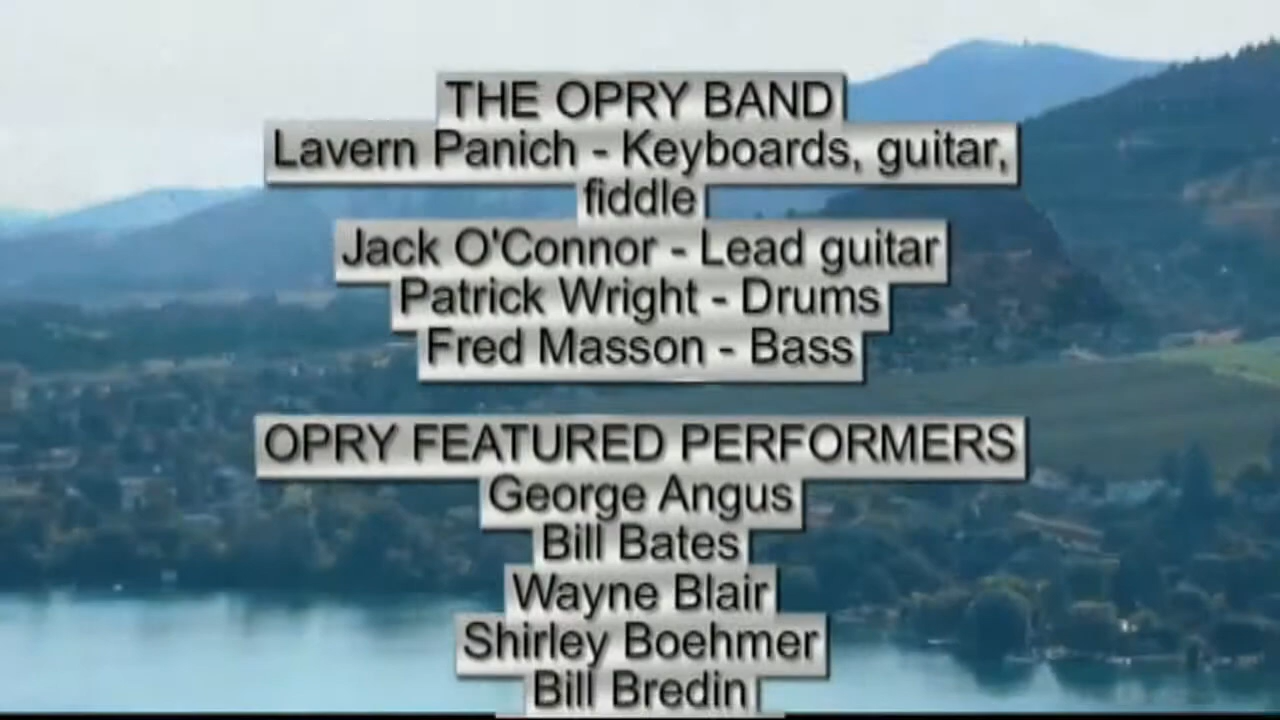 THE OPRY BAND
Lavern Panich - Keyboards, guitar,
fiddle
Jack O'Connor - Lead guitar
Patrick Wright - Drums
Fred Masson - Bass
OPRY FEATURED PERFORMERS
George Angus
Bill Bates
Wayne Blair
Shirley Boehmer
Bill Bredin